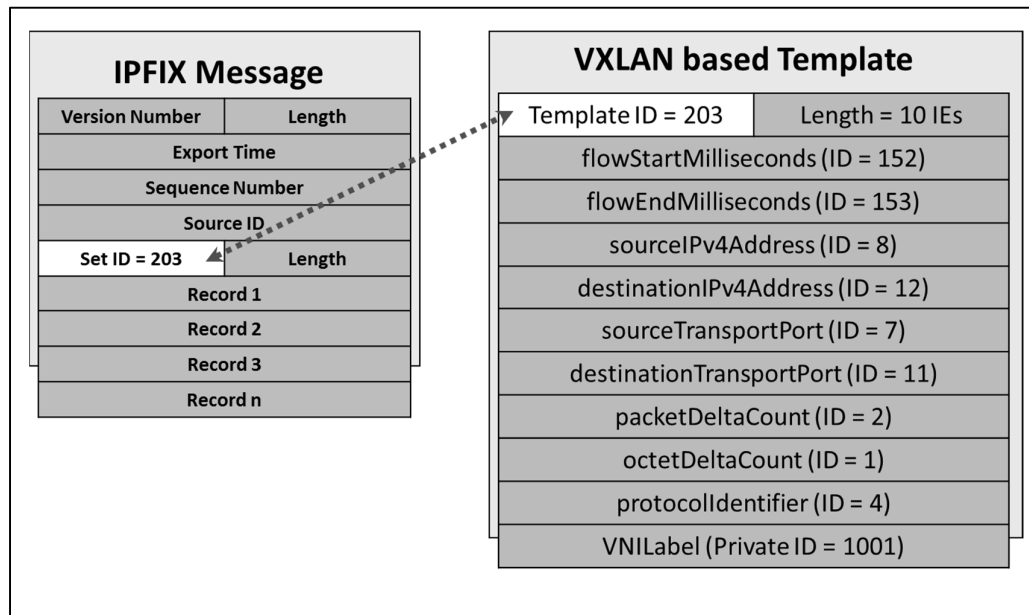 IPFIX Message
Version Number Length
Export Time
Sequence Number
Source ID
Set ID = 203 Length
Record 1
Record 2
Record 3
Record n
VXLAN based Template
Template ID = 203 Length = 10 IEs
flowStartMilliseconds (ID = 152)
flowEndMilliseconds (ID = 153)
sourceIPv4Address (ID = 8)
destinationIPv4Address (ID = 12)
sourceTransportPort (ID = 7)
destinationTransportPort (ID = 11)
packetDeltaCount (ID = 2)
octetDeltaCount (ID = 1)
protocolIdentifier (ID = 4)
VNILabel (Private ID = 1001)